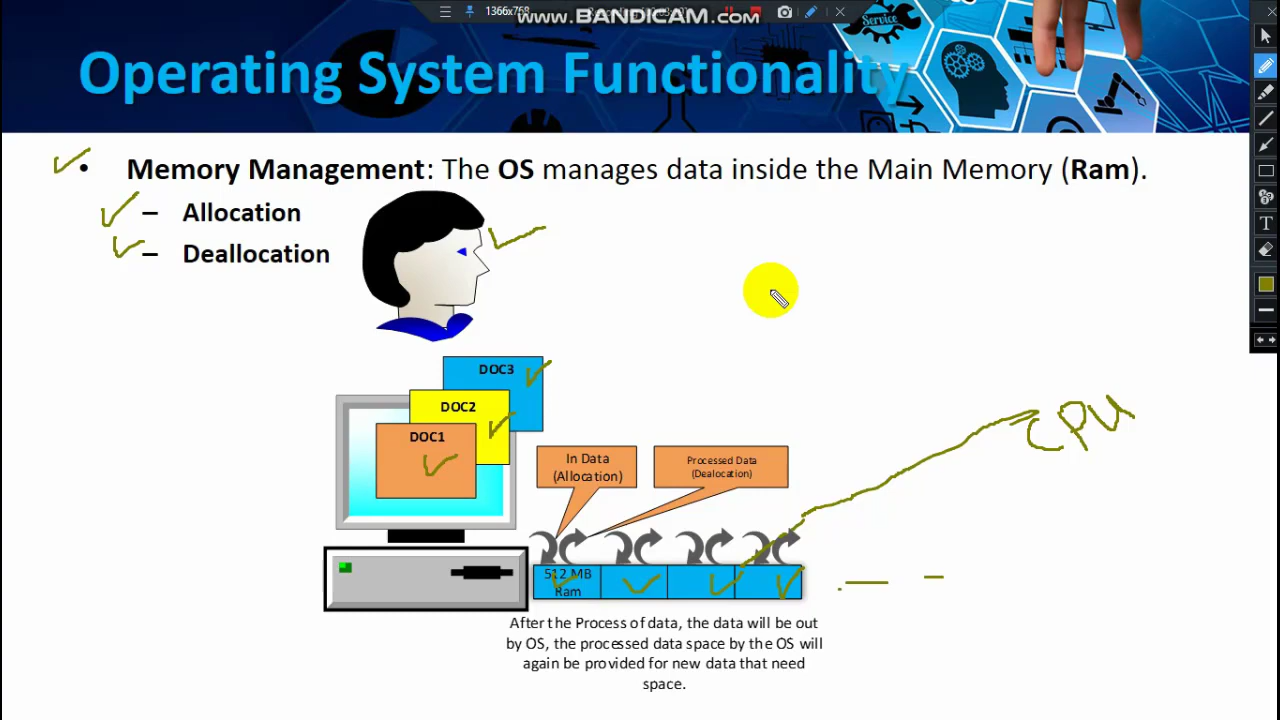 1366x768
www.BANDICAM.com
Service
Operating System Functionality
• Memory Management: The OS manages data inside the Main Memory (Ram).
– Allocation
– Deallocation
DOC3
DOC2
DOC1
CPU
In Data
(Allocation)
Processed Data
(Dealocation)
512 MB
Ram
After the Process of data, the data will be out
by OS, the processed data space by the OS will
again be provided for new data that need
space.
T